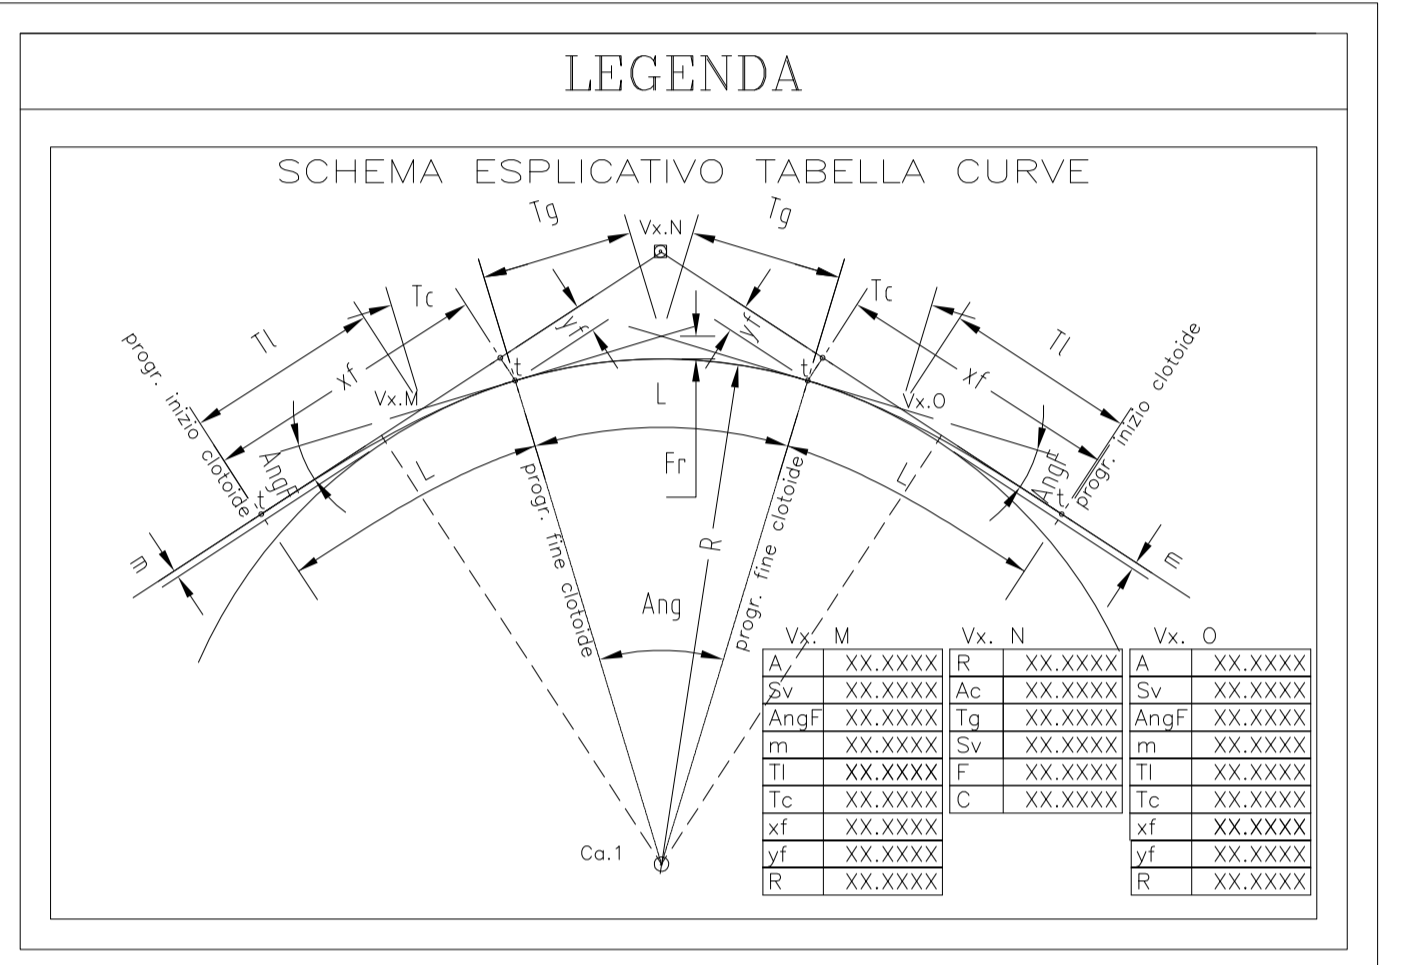 LEGENDA
SCHEMA ESPLICATIVO TABELLA CURVE
Tg
Tg
Vx.N
Tc
Tc
Tl
Tl
yf
yf
xf
xf
progr. inizio clotoide
progr. inizio clotoide
t
t
Vx.M
Vx.O
L
L
L
Fr
AngF
AngF
t
t
m
m
R
progr. fine clotoide
progr. fine clotoide
Ang
Ca.1
Vx. M
A XX.XXXX
Sv XX.XXXX
AngF XX.XXXX
m XX.XXXX
Tl XX.XXXX
Tc XX.XXXX
xf XX.XXXX
yf XX.XXXX
R XX.XXXX
Vx. N
R XX.XXXX
Ac XX.XXXX
Tg XX.XXXX
Sv XX.XXXX
F XX.XXXX
C XX.XXXX
Vx. O
A XX.XXXX
Sv XX.XXXX
AngF XX.XXXX
m XX.XXXX
Tl XX.XXXX
Tc XX.XXXX
xf XX.XXXX
yf XX.XXXX
R XX.XXXX